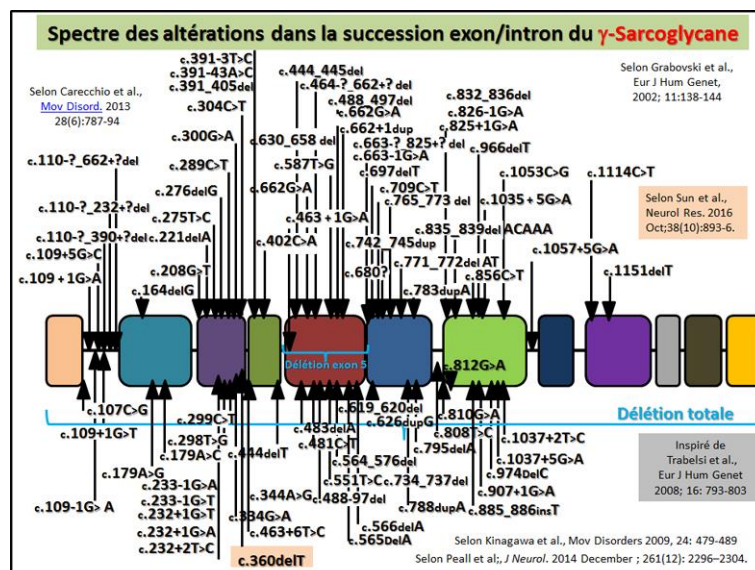 Spectre des altérations dans la succession exon/intron du γ-Sarcoglycane
Selon Carecchio et al.,
Mov Disord. 2013
28(6):787-94
Selon Grabovski et al.,
Eur J Hum Genet,
2002; 11:138-144
c.391-3T>C
c.391-43A>C
c.391_405del
c.304C>T
c.300G>A
c.289C>T
c.276delG
c.275T>C
c.221delA
c.208G>T
c.164delG
c.110-?_662+?del
c.110-?_232+?del
c.110-?_390+?del
c.109+5G>C
c.109+1G>A
c.444_445del
c.464-?_662+?del
c.488_497del
c.662G>A
c.662+1dup
c.630_658 del
c.663-?_825+?del
c.587T>G
c.663-1G>A
c.662G>A
c.697delT
c.709C>T
c.463+1G>A
c.765_773 del
c.402C>A
c.742_745dup
c.680?
c.771_772del AT
c.783dupA
c.832_836del
c.826-1G>A
c.825+1G>A
c.966delT
c.1053C>G
c.1035+5G>A
c.835_839del ACAAA
c.856C>T
c.1057+5G>A
c.1114C>T
c.1151delT
Selon Sun et al.,
Neurol Res. 2016
Oct;38(10):893-6.
Délétion exon 5
c.812G>A
Délétion totale
c.107C>G
c.109+1G>T
c.179A>G
c.109-1G>A
c.299C>T
c.298T>G
c.179A>C
c.233-1G>A
c.233-1G>T
c.232+1G>T
c.232+1G>A
c.232+2T>C
c.444delT
c.344A>G
c.334G>A
c.463+6T>C
c.360delT
c.483delA
c.481C>T
c.551T>C
c.488-97del
c.619_620del
c.626dupG
c.564_576del
c.734_737del
c.566delA
c.565DelA
c.795delA
c.788dupA
c.810G>A
c.808T>C
c.1037+2T>C
c.1037+5G>A
c.974DelC
c.907+1G>A
c.885_886insT
Inspiré de
Trabelsi et al.,
Eur J Hum Genet
2008; 16: 793-803
Selon Kinagawa et al., Mov Disorders 2009, 24: 479-489
Selon Peall et al;, J Neurol. 2014 December ; 261(12): 2296–2304.